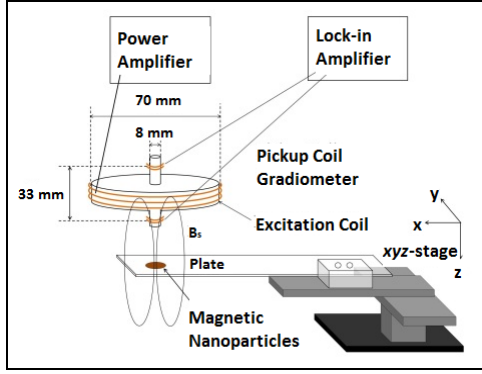 Power
Amplifier
Lock-in
Amplifier
70 mm
8 mm
33 mm
Pickup Coil
Gradiometer
Excitation Coil
Bs
Plate
Magnetic
Nanoparticles
y
x
xyz-stage
z